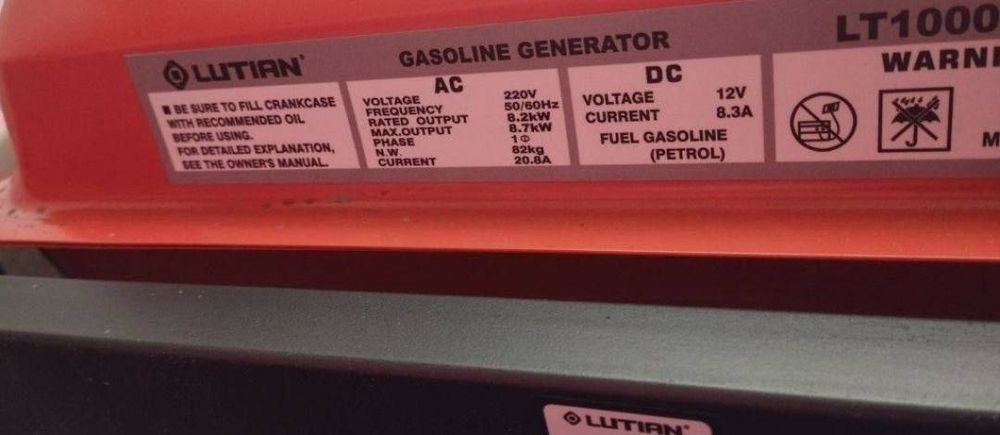 LUTIAN
GASOLINE GENERATOR
LT1000
■ BE SURE TO FILL CRANKCASE
WITH RECOMMENDED OIL
BEFORE USING.
FOR DETAILED EXPLANATION,
SEE THE OWNER'S MANUAL.
AC
VOLTAGE 220V
FREQUENCY 50/60Hz
RATED OUTPUT 8.2kW
MAX.OUTPUT 8.7kW
PHASE 1Φ
N.W. 82kg
CURRENT 20.8A
DC
VOLTAGE 12V
CURRENT 8.3A
FUEL GASOLINE
(PETROL)
WARNI
M
LUTIAN